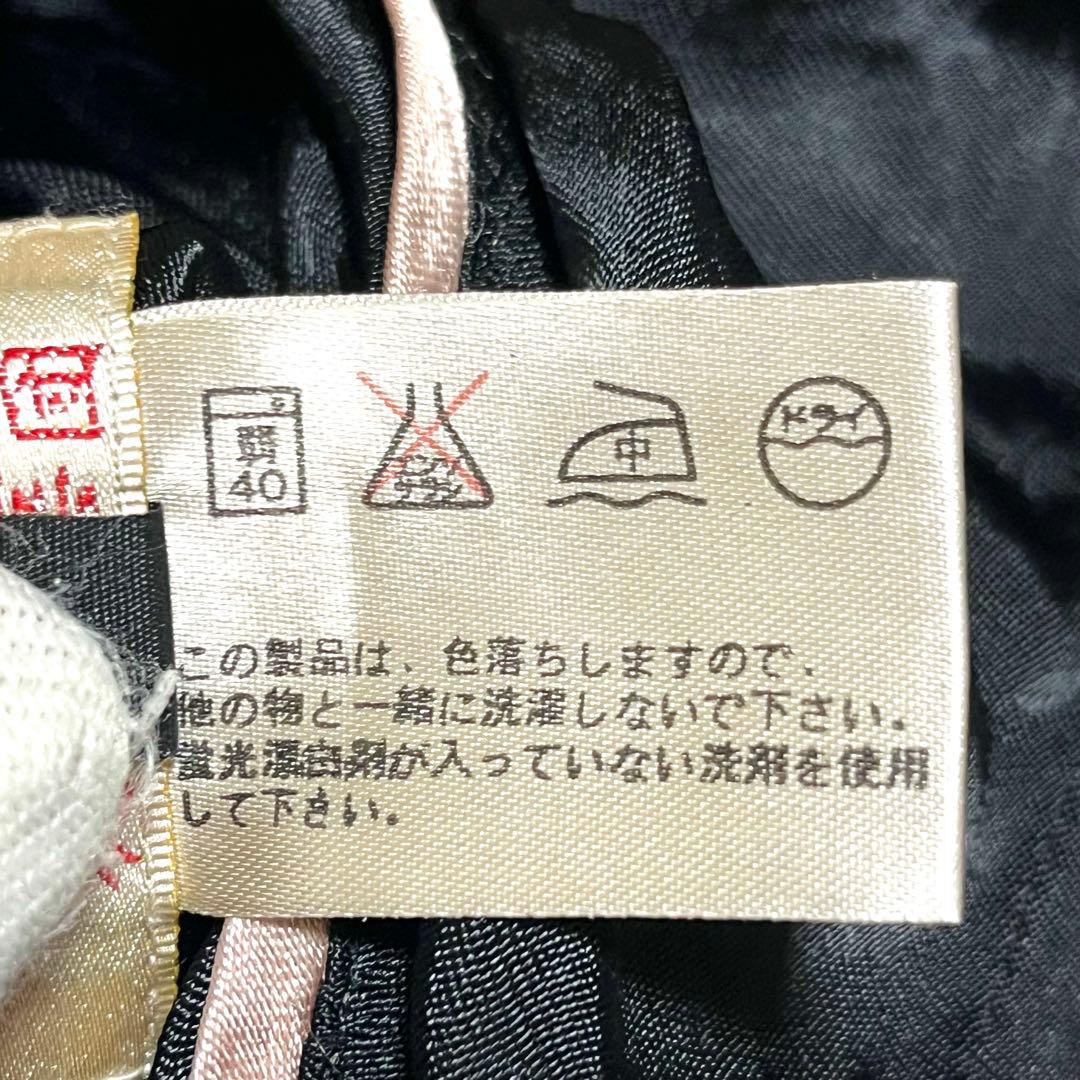 弱
40
中
ドライ
この製品は、色落ちしますので、
他の物と一緒に洗濯しないで下さい。
蛍光漂白剤が入っていない洗剤を使用
して下さい。